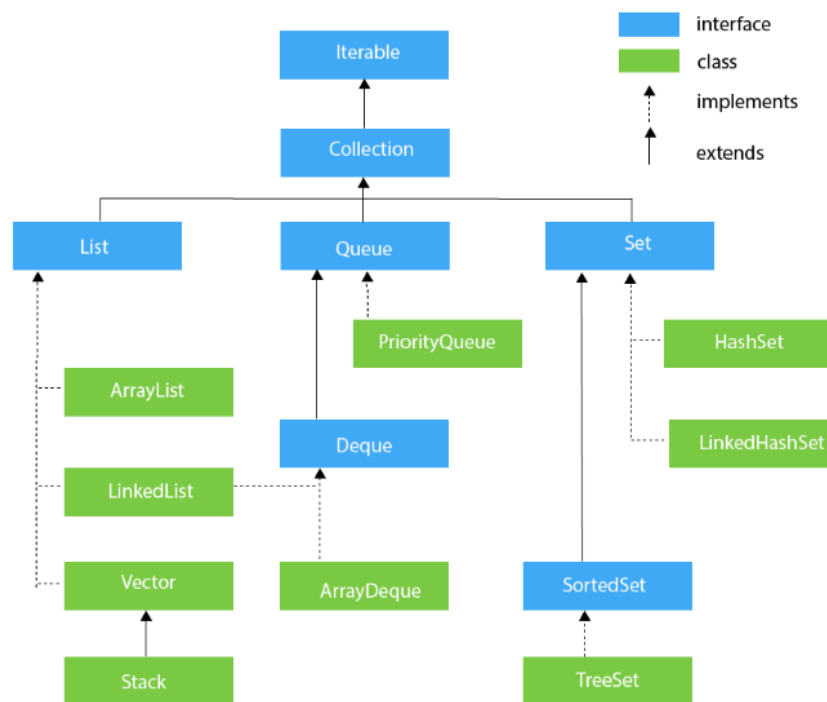 interface
Iterable
class
implements
Collection
extends
List
Queue
Set
PriorityQueue
HashSet
ArrayList
Deque
LinkedHashSet
LinkedList
Vector
ArrayDeque
SortedSet
Stack
TreeSet